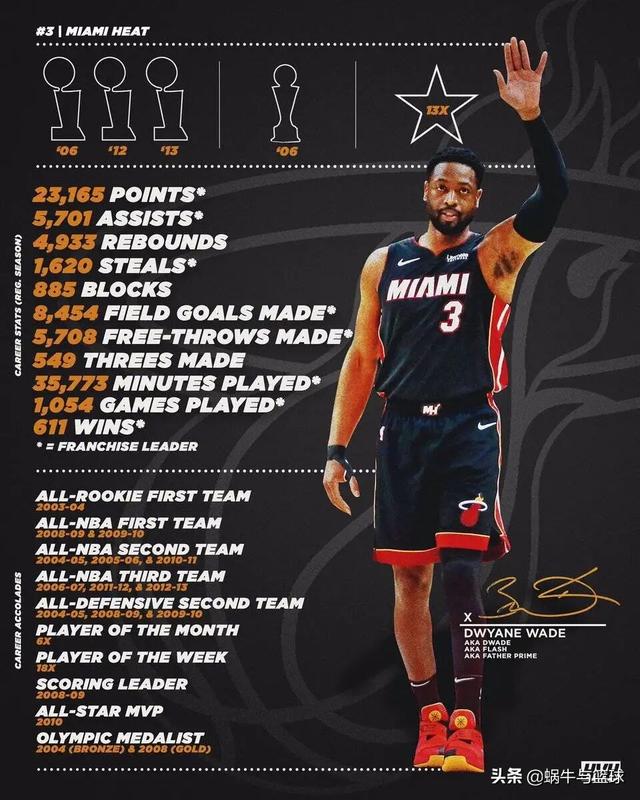 #3 | MIAMI HEAT
'06 '12 '13
'06
13X
CAREER STATS (REG. SEASON)
23,165 POINTS*
5,701 ASSISTS*
4,933 REBOUNDS
1,620 STEALS*
885 BLOCKS
8,454 FIELD GOALS MADE*
5,708 FREE-THROWS MADE*
549 THREES MADE
35,773 MINUTES PLAYED*
1,054 GAMES PLAYED*
611 WINS*
* = FRANCHISE LEADER
MIAMI
3
CAREER ACCOLADES
ALL-ROOKIE FIRST TEAM
2003-04
ALL-NBA FIRST TEAM
2008-09 & 2009-10
ALL-NBA SECOND TEAM
2004-05, 2005-06, & 2010-11
ALL-NBA THIRD TEAM
2006-07, 2011-12, & 2012-13
ALL-DEFENSIVE SECOND TEAM
2004-05, 2008-09, & 2009-10
PLAYER OF THE MONTH
6X
PLAYER OF THE WEEK
18X
SCORING LEADER
2008-09
ALL-STAR MVP
2010
OLYMPIC MEDALIST
2004 (BRONZE) & 2008 (GOLD)
X
DWYANE WADE
AKA DWADE
AKA FLASH
AKA FATHER PRIME
头条 @蜗牛与篮球